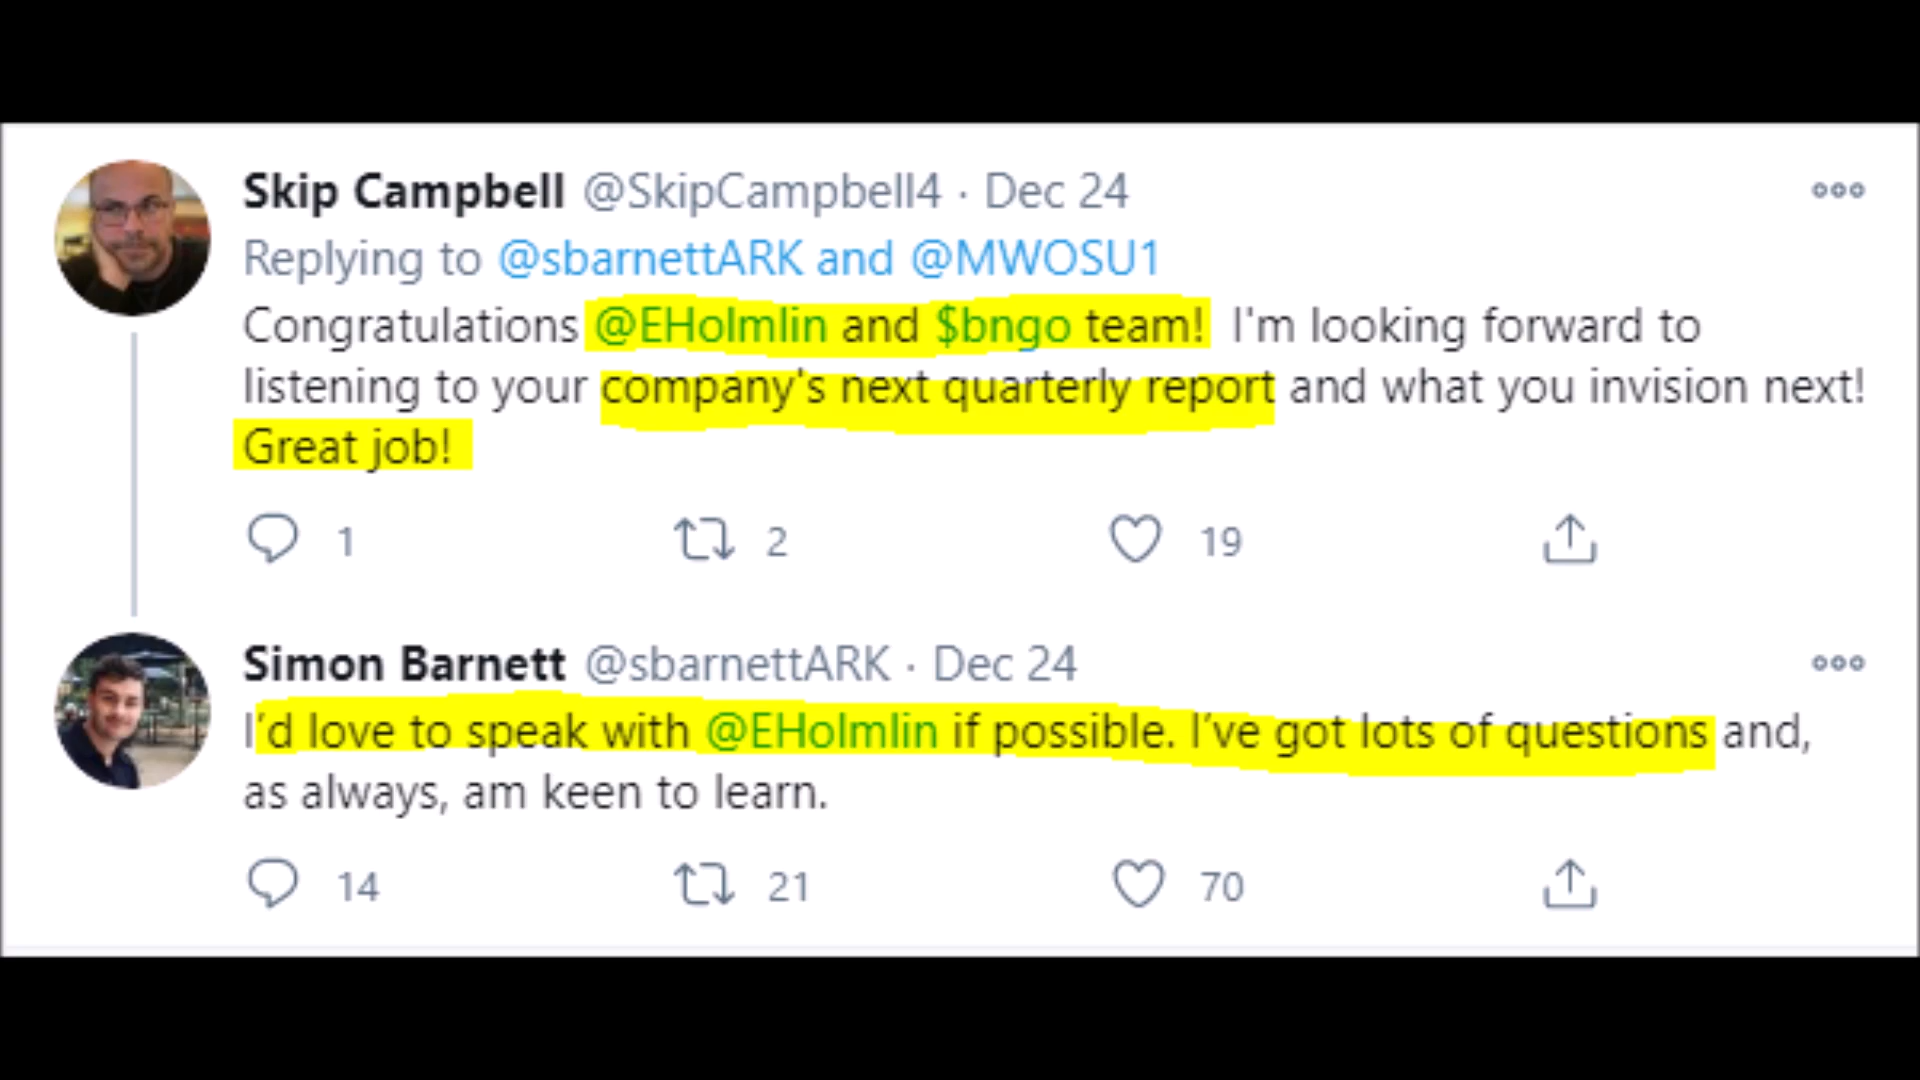 Skip Campbell @SkipCampbell4 · Dec 24
Replying to @sbarnettARK and @MWOSU1
Congratulations @EHolmlin and $bngo team! I'm looking forward to
listening to your company's next quarterly report and what you invision next!
Great job!
1 2 19
Simon Barnett @sbarnettARK · Dec 24
I’d love to speak with @EHolmlin if possible. I’ve got lots of questions and,
as always, am keen to learn.
14 21 70